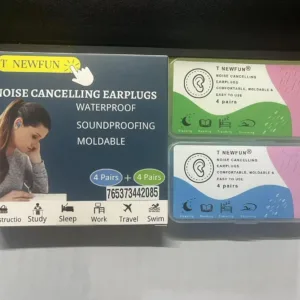 T NEWFUN
NOISE CANCELLING EARPLUGS
WATERPROOF
SOUNDPROOFING
MOLDABLE
4 Pairs + 4 Pairs
765373442085
Study Sleep Work Travel Swim
T NEWFUN®
NOISE CANCELLING
EARPLUGS
COMFORTABLE, MOLDABLE &
EASY TO USE
4 pairs
T NEWFUN®
NOISE CANCELLING
EARPLUGS
COMFORTABLE, MOLDABLE &
EASY TO USE
4 pairs